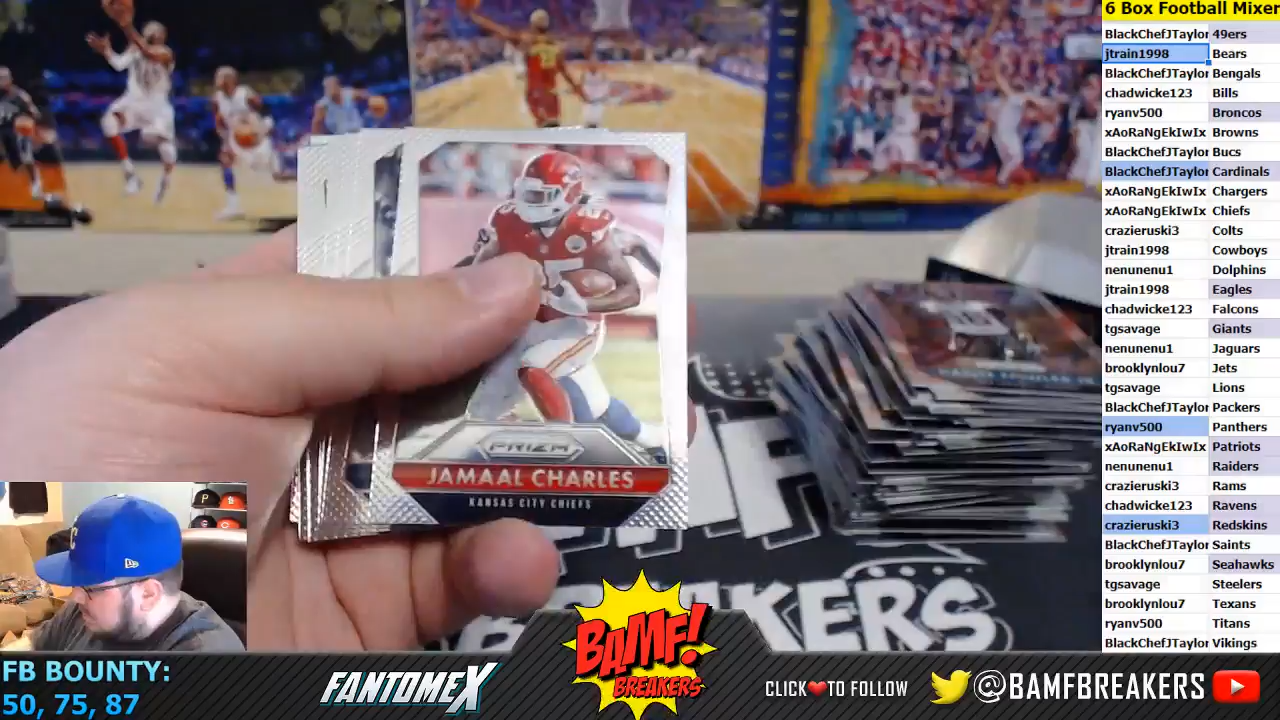 6 Box Football Mixer
BlackChefJTaylor 49ers
jtrain1998 Bears
BlackChefJTaylor Bengals
chadwicke123 Bills
ryanv500 Broncos
xAoRaNgEkIwIx Browns
BlackChefJTaylor Bucs
BlackChefJTaylor Cardinals
xAoRaNgEkIwIx Chargers
xAoRaNgEkIwIx Chiefs
crazieruski3 Colts
jtrain1998 Cowboys
nenunenu1 Dolphins
jtrain1998 Eagles
chadwicke123 Falcons
tgsavage Giants
nenunenu1 Jaguars
brooklynlou7 Jets
tgsavage Lions
BlackChefJTaylor Packers
ryanv500 Panthers
xAoRaNgEkIwIx Patriots
nenunenu1 Raiders
crazieruski3 Rams
chadwicke123 Ravens
crazieruski3 Redskins
BlackChefJTaylor Saints
brooklynlou7 Seahawks
tgsavage Steelers
brooklynlou7 Texans
ryanv500 Titans
BlackChefJTaylor Vikings
PRIZM
JAMAAL CHARLES
KANSAS CITY CHIEFS
BREAKERS
FB BOUNTY:
50, 75, 87
FANTOMEX
BAMF!
BREAKERS
CLICK❤TO FOLLOW
@BAMFBREAKERS